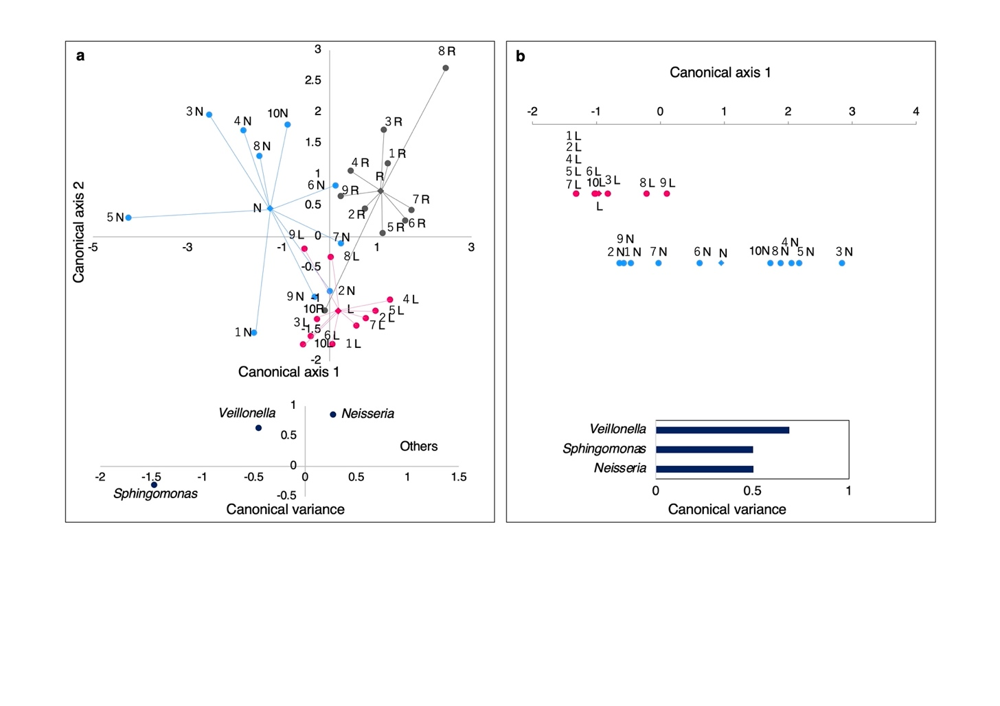 a
3
8 R
2.5
3 N
2
10N
4 N
3 R
1.5
8 N
1 R
4 R
1
R
6 N
9 R
7 R
N
0.5
2 R
6 R
5 N
5 R
9 L
0
7 N
-5
-3
-1
1
3
8 L
-0.5
2 N
9 N
-1
4 L
10R
L
5 L
2 L
3 L
7 L
-1.5
1 N
6 L
10L
1 L
-2
Canonical axis 2
Canonical axis 1
1
Veillonella
Neisseria
0.5
Others
0
-2
-1.5
-1
-0.5
0
0.5
1
1.5
Sphingomonas
-0.5
Canonical variance
b
Canonical axis 1
-2 -1 0 1 2 3 4
1 L
2 L
4 L
5 L 6 L
7 L 10L 3 L 8 L 9 L
L
9 N 4 N
2 N 1 N 7 N 6 N N 10N 8 N 5 N 3 N
Veillonella
Sphingomonas
Neisseria
0 0.5 1
Canonical variance